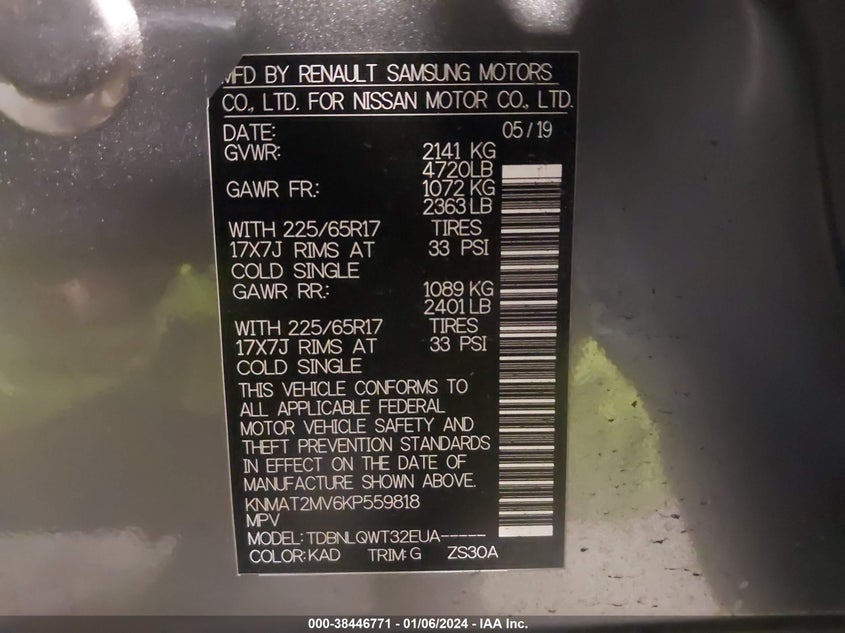 MFD BY RENAULT SAMSUNG MOTORS
CO., LTD. FOR NISSAN MOTOR CO., LTD.
DATE: 05/19
GVWR: 2141 KG
4720LB
GAWR FR.: 1072 KG
2363LB
WITH 225/65R17 TIRES
17X7J RIMS AT 33 PSI
COLD SINGLE
GAWR RR.: 1089 KG
2401LB
WITH 225/65R17 TIRES
17X7J RIMS AT 33 PSI
COLD SINGLE
THIS VEHICLE CONFORMS TO
ALL APPLICABLE FEDERAL
MOTOR VEHICLE SAFETY AND
THEFT PREVENTION STANDARDS
IN EFFECT ON THE DATE OF
MANUFACTURE SHOWN ABOVE.
KNMAT2MV6KP559818
MPV
MODEL: TDBNLQWT32EUA-----
COLOR: KAD TRIM: G ZS30A
000-38446771 - 01/06/2024 - IAA Inc.